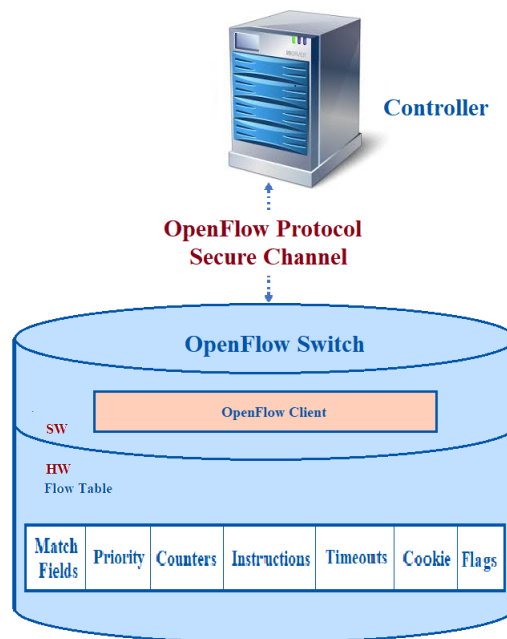 Controller
OpenFlow Protocol
Secure Channel
OpenFlow Switch
OpenFlow Client
SW
HW
Flow Table
Match Fields
Priority
Counters
Instructions
Timeouts
Cookie
Flags